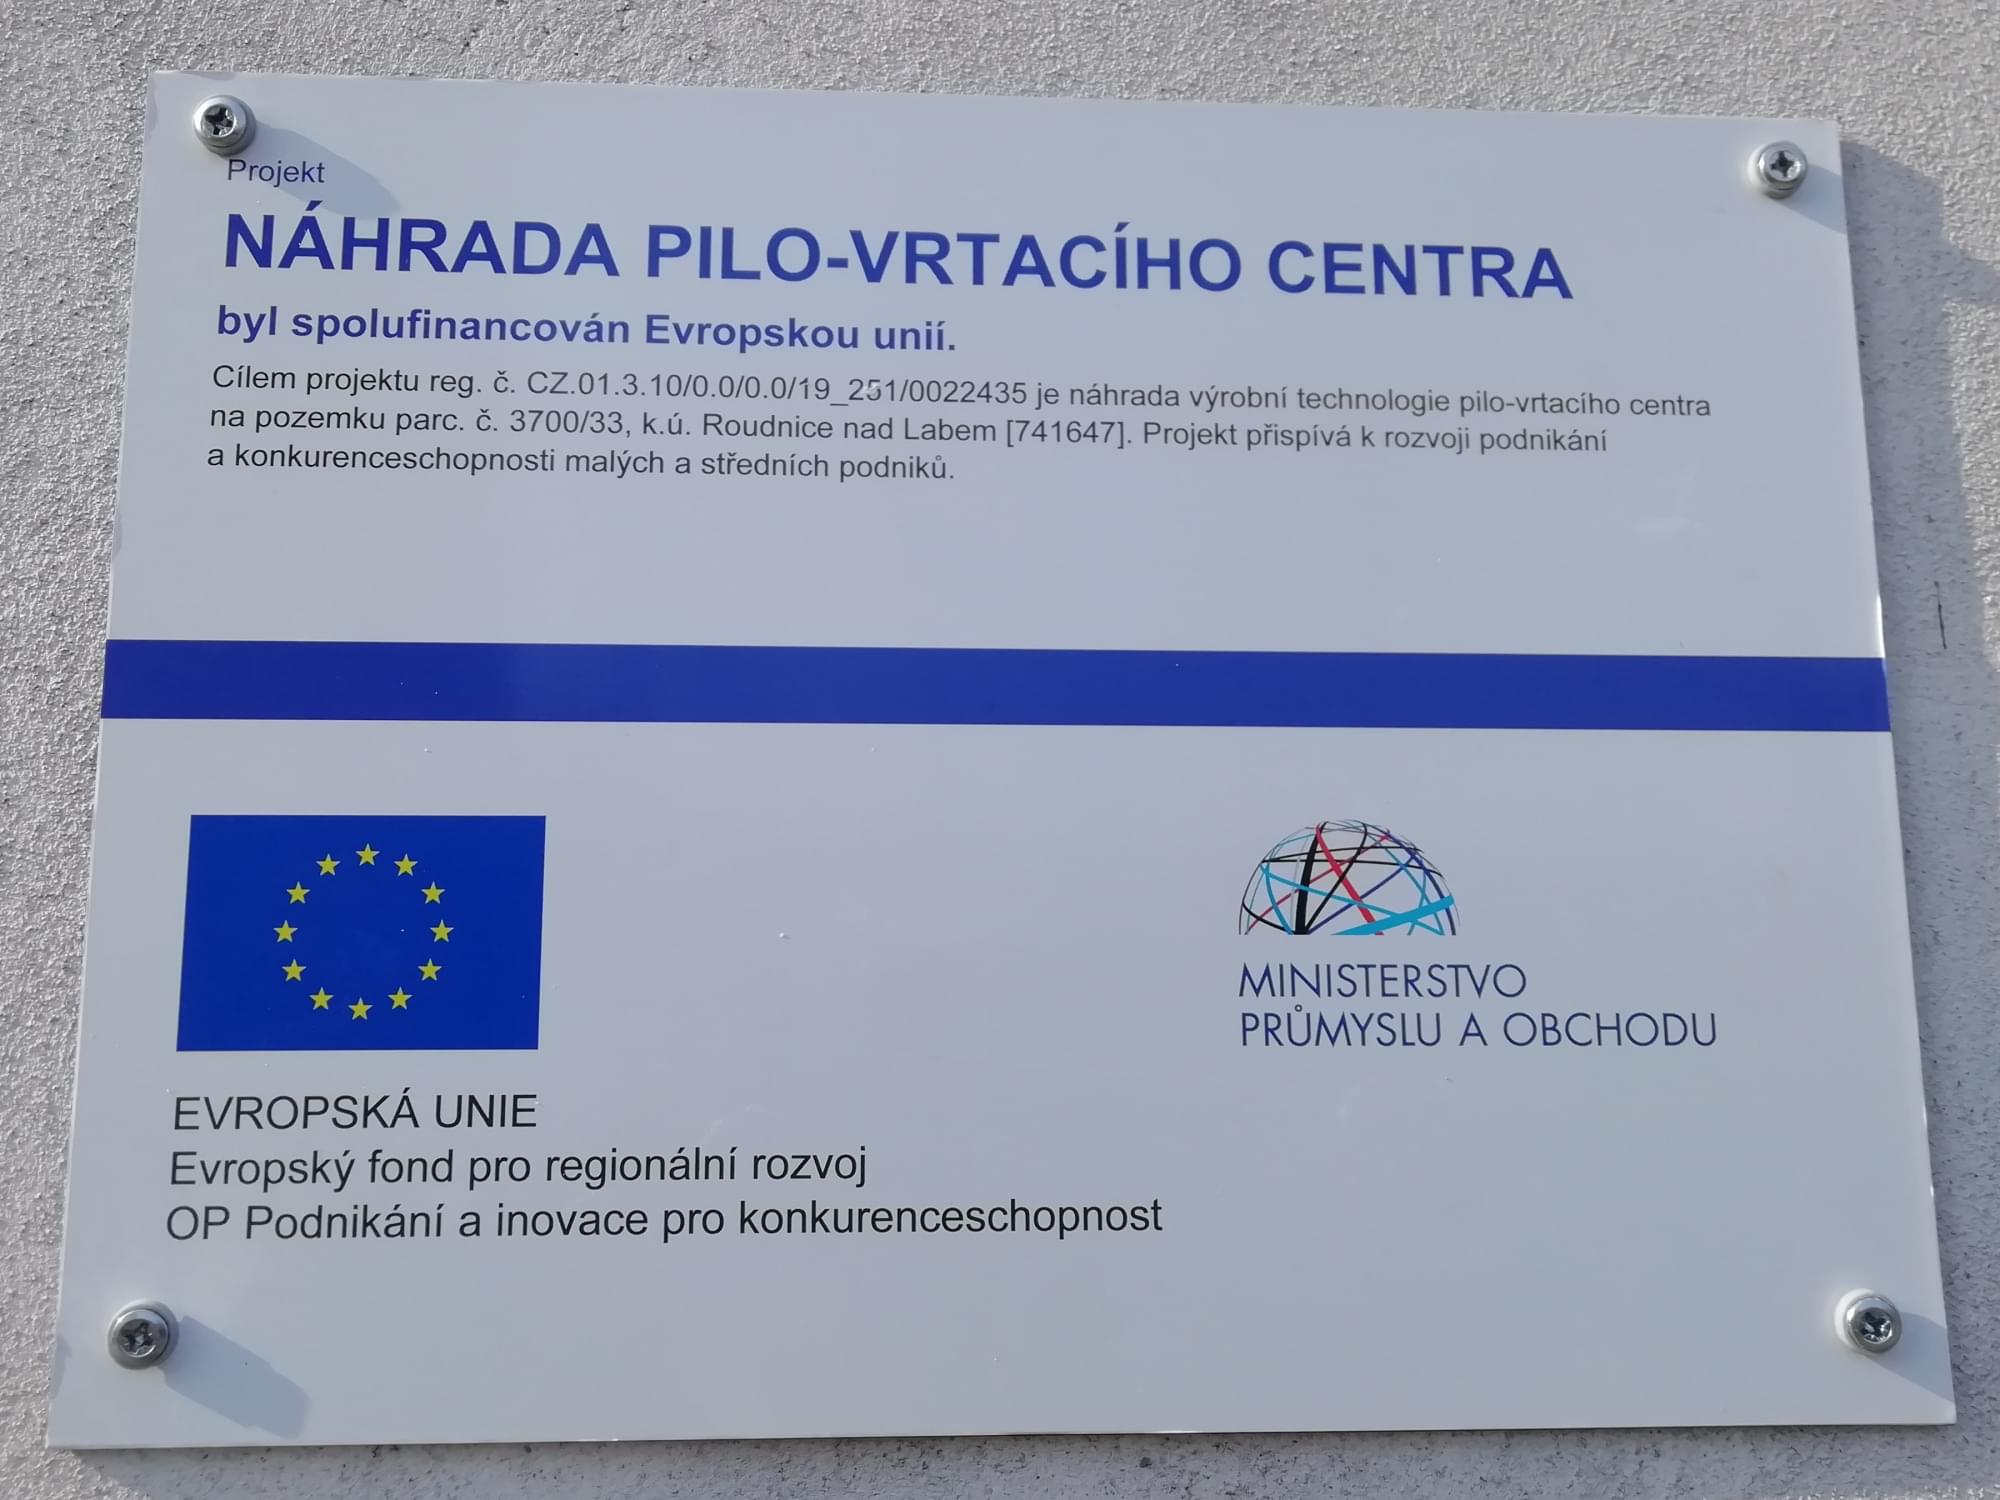 Projekt
NÁHRADA PILO-VRTACÍHO CENTRA
byl spolufinancován Evropskou unií.
Cílem projektu reg. č. CZ.01.3.10/0.0/0.0/19_251/0022435 je náhrada výrobní technologie pilo-vrtacího centra
na pozemku parc. č. 3700/33, k.ú. Roudnice nad Labem [741647]. Projekt přispívá k rozvoji podnikání
a konkurenceschopnosti malých a středních podniků.
MINISTERSTVO
PRŮMYSLU A OBCHODU
EVROPSKÁ UNIE
Evropský fond pro regionální rozvoj
OP Podnikání a inovace pro konkurenceschopnost